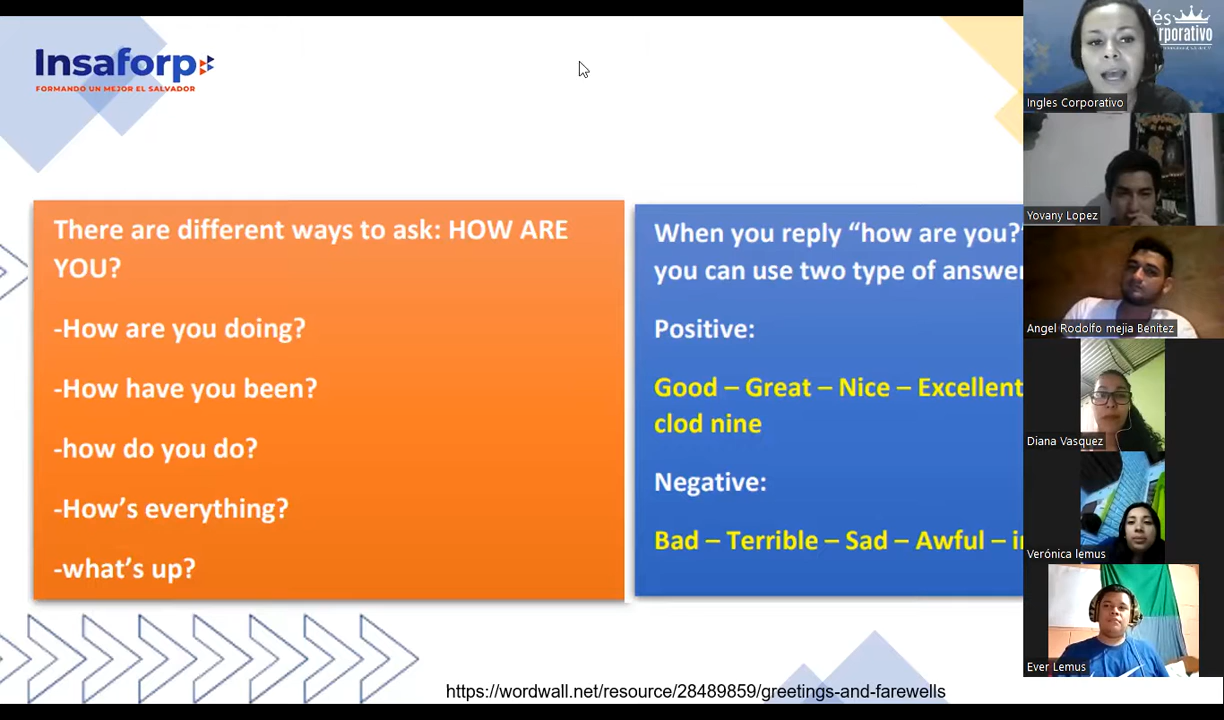 Insaforp
FORMANDO UN MEJOR EL SALVADOR
There are different ways to ask: HOW ARE
YOU?
-How are you doing?
-How have you been?
-how do you do?
-How's everything?
-what's up?
When you reply “how are you?
you can use two type of answer
Positive:
Good – Great – Nice – Excellent
clod nine
Negative:
Bad – Terrible – Sad – Awful –
https://wordwall.net/resource/28489859/greetings-and-farewells
orporativo
Ingles Corporativo
Yovany Lopez
Angel Rodolfo mejia Benitez
Diana Vasquez
Verónica lemus
Ever Lemus